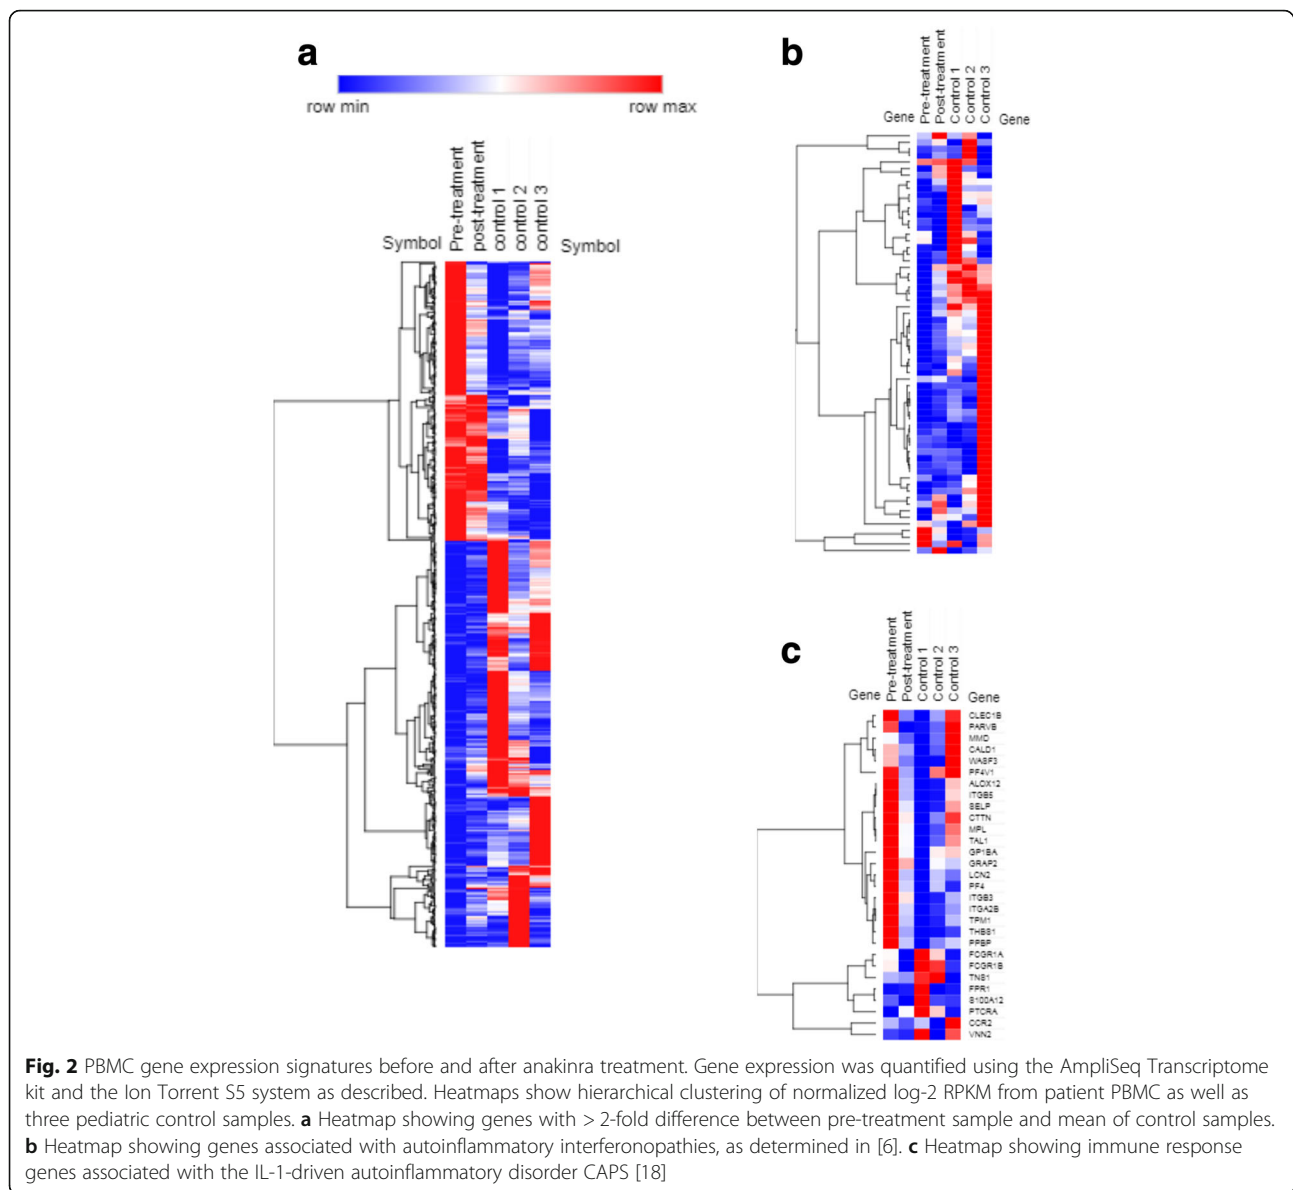 a
row min row max
Symbol Pre-treatment post-treatment control 1 control 2 control 3 Symbol
b
Gene Pre-treatment Post-treatment Control 1 Control 2 Control 3 Gene
c
Gene Pre-treatment Post-treatment Control 1 Control 2 Control 3 Gene
CLEC1B
PARVB
MMD
CALD1
WASF3
PF4V1
ALOX12
ITGB5
SELP
CTTN
MPL
TAL1
GP1BA
GRAP2
LCN2
PF4
ITGB3
ITGA2B
TPM1
THBS1
PPBP
FCGR1A
FCGR1B
TNS1
FPR1
S100A12
PTCRA
CCR2
VNN2
Fig. 2 PBMC gene expression signatures before and after anakinra treatment. Gene expression was quantified using the AmpliSeq Transcriptome
kit and the Ion Torrent S5 system as described. Heatmaps show hierarchical clustering of normalized log-2 RPKM from patient PBMC as well as
three pediatric control samples. a Heatmap showing genes with > 2-fold difference between pre-treatment sample and mean of control samples.
b Heatmap showing genes associated with autoinflammatory interferonopathies, as determined in [6]. c Heatmap showing immune response
genes associated with the IL-1-driven autoinflammatory disorder CAPS [18]